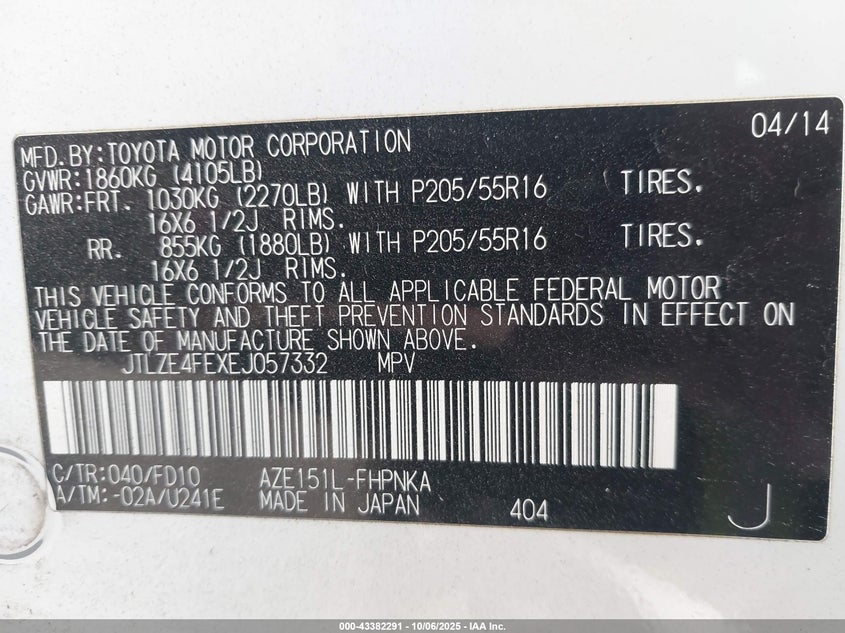 04/14
MFD.BY:TOYOTA MOTOR CORPORATION
GVWR:1860KG (4105LB)
GAWR:FRT. 1030KG (2270LB) WITH P205/55R16 TIRES.
16X6 1/2J RIMS.
RR. 855KG (1880LB) WITH P205/55R16 TIRES.
16X6 1/2J RIMS.
THIS VEHICLE CONFORMS TO ALL APPLICABLE FEDERAL MOTOR
VEHICLE SAFETY AND THEFT PREVENTION STANDARDS IN EFFECT ON
THE DATE OF MANUFACTURE SHOWN ABOVE.
JTLZE4FEXEJ057332 MPV
C/TR:040/FD10 AZE151L-FHPNKA
A/TM:-02A/U241E MADE IN JAPAN 404 J
000-43382291 - 10/06/2025 - IAA Inc.